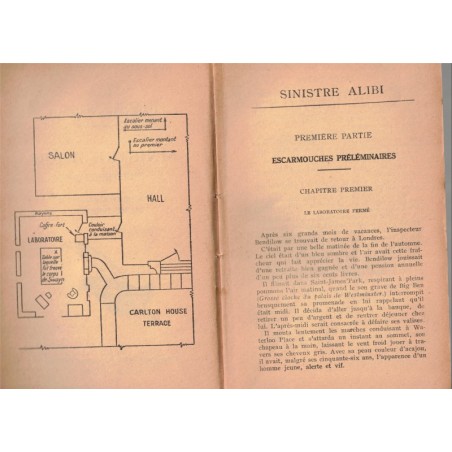 Escalier menant
au sous-sol
Escalier montant
au premier
SALON
HALL
Coffre fort
Couloir
conduisant
à la maison
LABORATOIRE
Table sur
laquelle
fut trouvé
le corps
CARLTON HOUSE
TERRACE
SINISTRE ALIBI
PREMIÈRE PARTIE
ESCARMOUCHES PRÉLÉMINAIRES
CHAPITRE PREMIER
LE LABORATOIRE FERMÉ
Après six grands mois de vacances, l'inspecteur
Bendilow se trouvait de retour à Londres.
C'était par une belle matinée de la fin de l'automne.
Le ciel était d'un bleu sombre et l'air avait cette fraî-
cheur qui fait apprécier la vie. Bendilow jouissait
d'une retraite bien gagnée et d'une pension annuelle
d'un peu plus de six cents livres.
Il flânait dans Saint-James'Park, respirant à pleins
poumons l'air matinal, quand le son grave de Big Ben
(Grosse cloche du palais de Westminster) interrompit
brusquement sa promenade en lui rappelant qu'il
était midi. Il décida d'aller jusqu'à la banque, de
retirer un peu d'argent et de rentrer déjeuner chez
lui. L'après-midi serait consacrée à défaire ses valises.
Il monta lentement les marches conduisant à Wa-
terloo Place et s'attarda un instant au sommet, son
chapeau à la main, laissant le vent froid jouer à tra-
vers ses cheveux gris. Avec sa peau couleur d'acajou,
il avait, malgré ses cinquante-six ans, l'apparence d'un
homme jeune, alerte et vif.